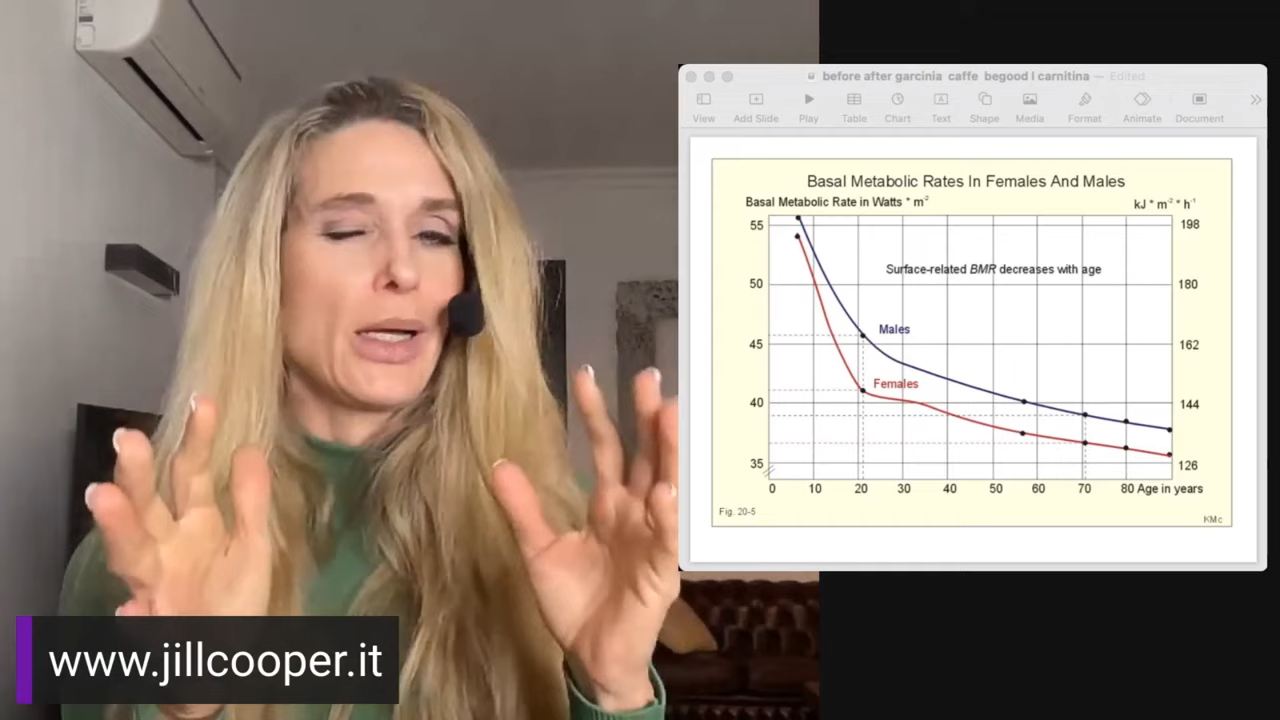 before after garcinia caffe begood l carnitina — Edited
View Add Slide Play Table Chart Text Shape Media Format Animate Document
Basal Metabolic Rates In Females And Males
Basal Metabolic Rate in Watts * m⁻²
kJ * m⁻² * h⁻¹
55
50
45
40
35
198
180
162
144
126
Surface-related BMR decreases with age
Males
Females
0 10 20 30 40 50 60 70 80 Age in years
Fig. 20-5
KMc
www.jillcooper.it